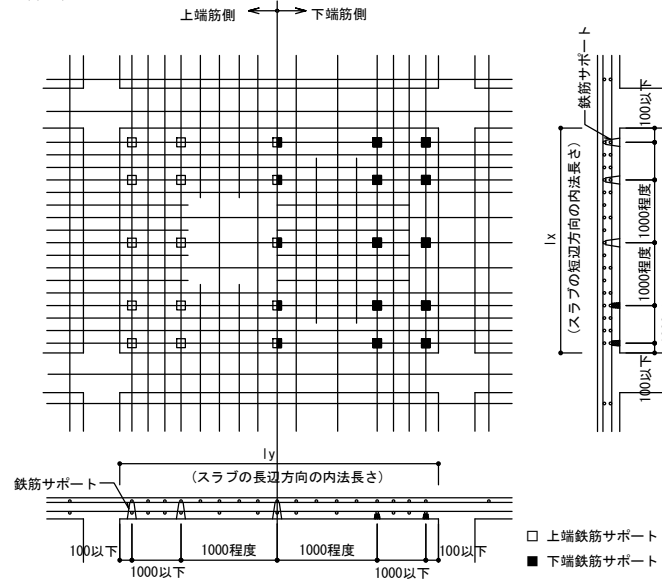 上端筋側
下端筋側
鉄筋サポート
100以下
lx
(スラブの短辺方向の内法長さ)
1000程度
1000程度
100以下
ly
(スラブの長辺方向の内法長さ)
鉄筋サポート
100以下
1000以下
1000程度
1000程度
1000以下
100以下
□ 上端鉄筋サポート
■ 下端鉄筋サポート